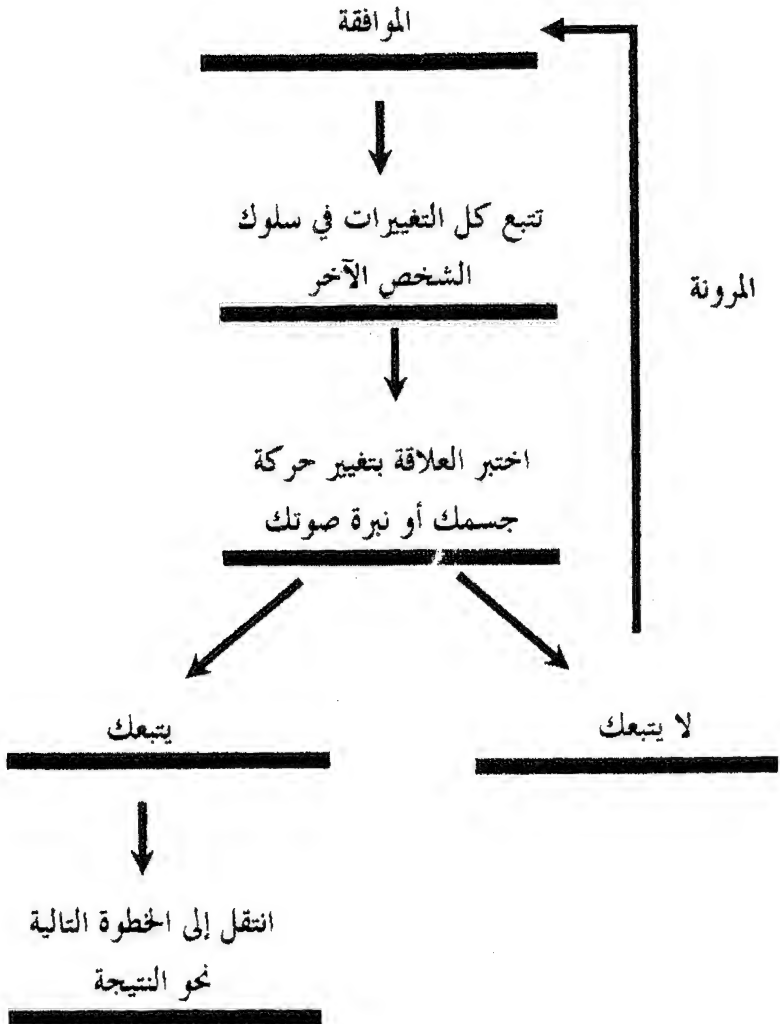 الموافقة
تتبع كل التغييرات في سلوك
الشخص الآخر
المرونة
اختبر العلاقة بتغيير حركة
جسمك أو نبرة صوتك
لا يتبعك
يتبعك
انتقل إلى الخطوة التالية
نحو النتيجة